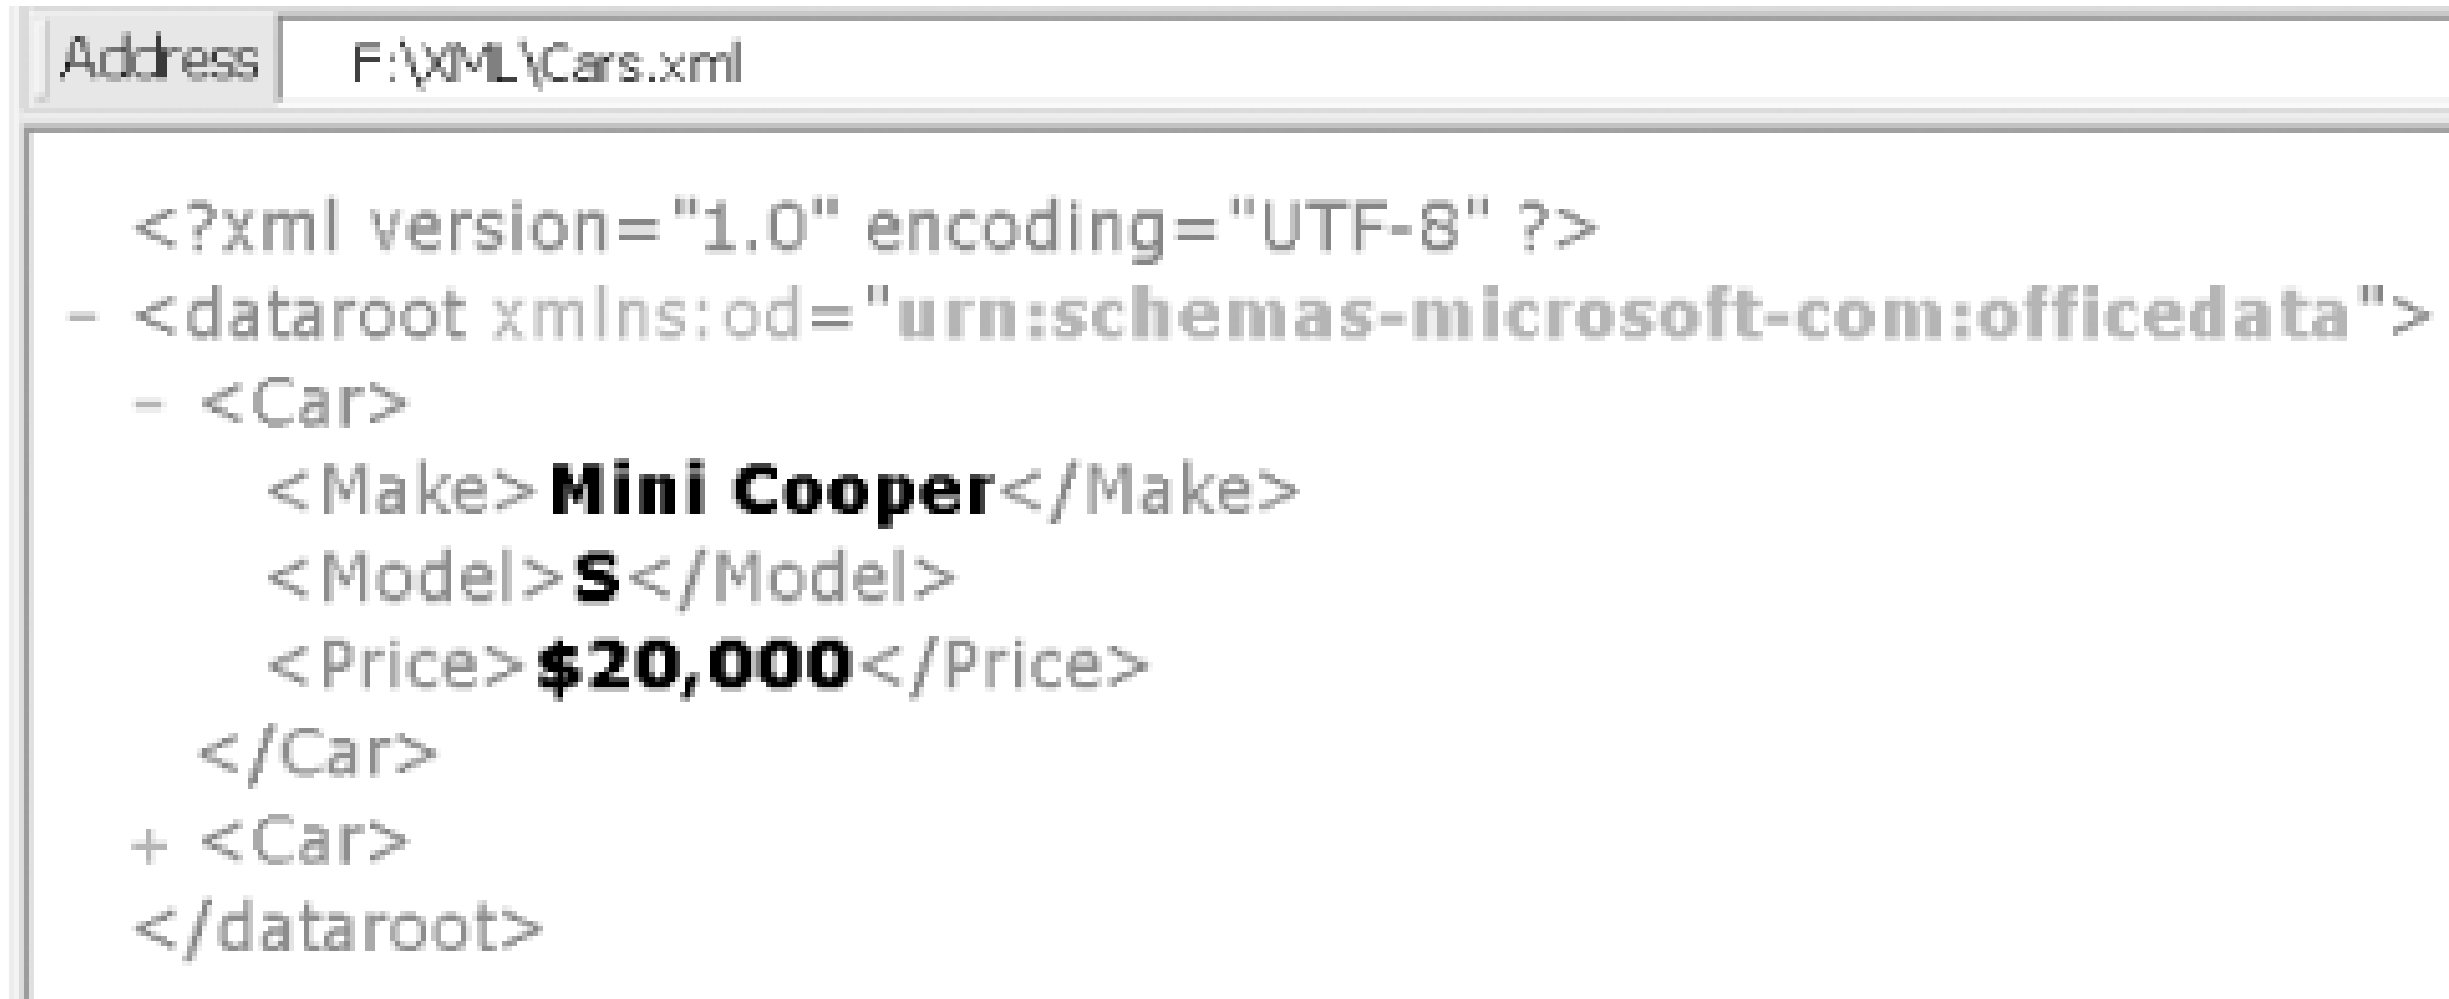 Address F:\XML\Cars.xml
<?xml version="1.0" encoding="UTF-8" ?>
- <dataroot xmlns:od="urn:schemas-microsoft-com:officedata">
- <Car>
<Make>Mini Cooper</Make>
<Model>S</Model>
<Price>$20,000</Price>
</Car>
+ <Car>
</dataroot>